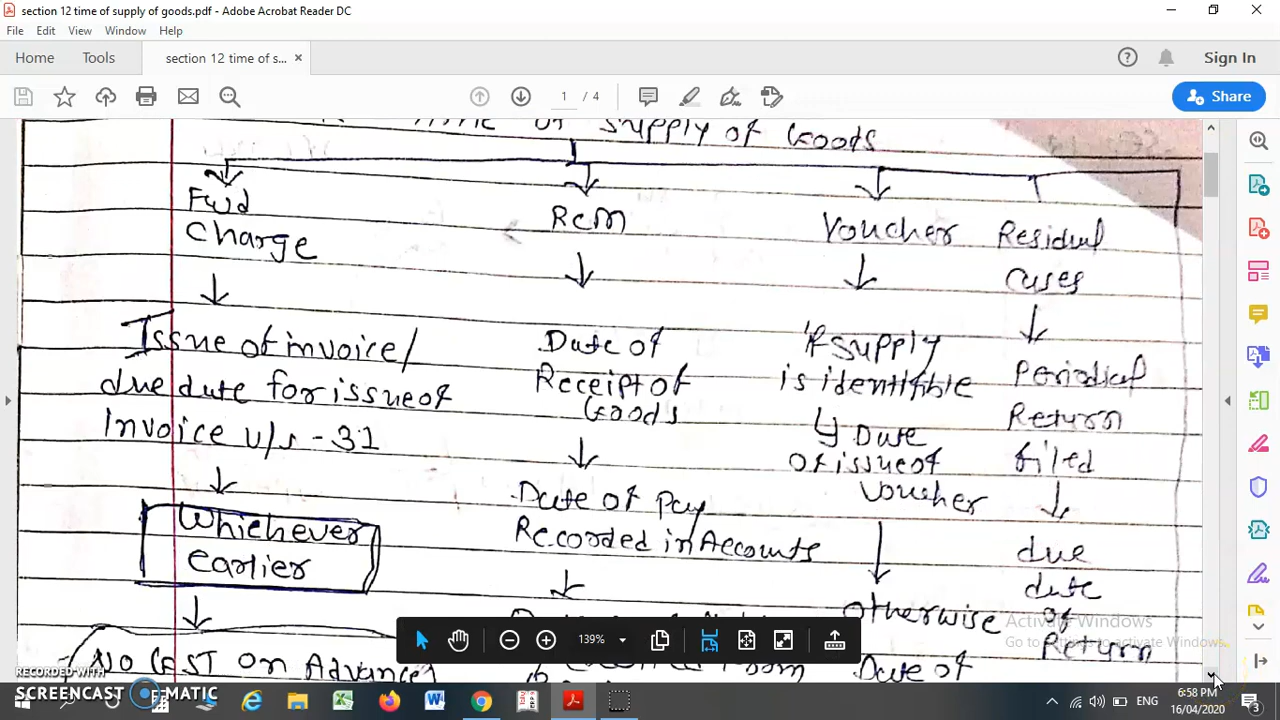 section 12 time of supply of goods.pdf - Adobe Acrobat Reader DC
File Edit View Window Help
Home Tools section 12 time of s... Sign In
1 / 4 Share
Time of Supply of Goods
Fwd
Charge
RCM
Voucher
Residual
Cases
Issue of invoice/
due date for issue of
Invoice u/s - 31
Whichever
earlier
No GST on Advance
Date of
Receipt of
Goods
Date of Pay
Recorded in Accounts
If supply
is identifible
Date
of issue of
Voucher
otherwise
Date of
Periodical
Return
filed
due
date
of
Return
139%
Activate Windows
Go to Settings to activate Windows.
RECORDED WITH
SCREENCAST MATIC
ENG
6:58 PM
16/04/2020
3